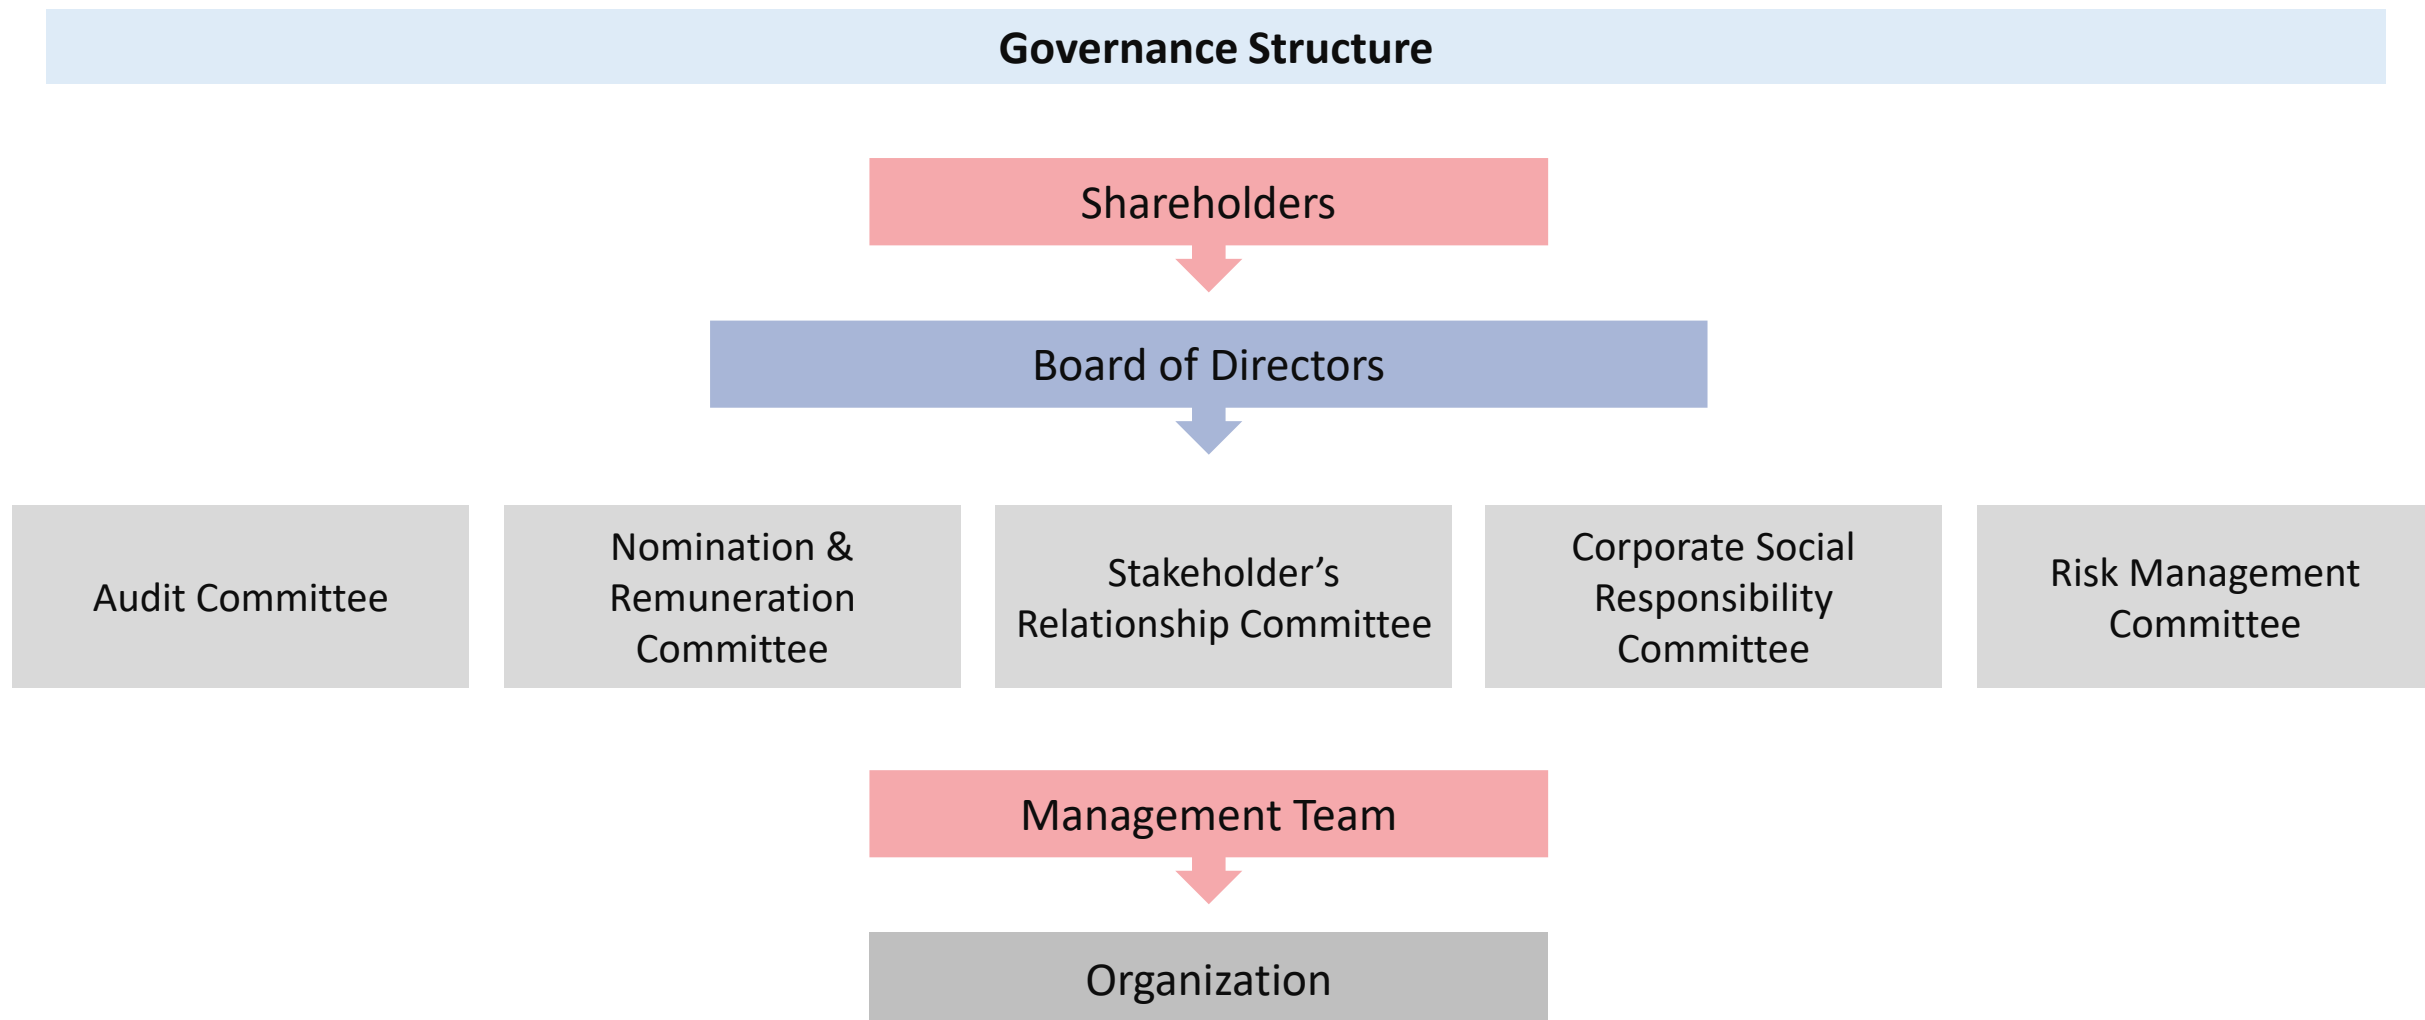 Governance Structure
Shareholders
Board of Directors
Audit Committee
Nomination &
Remuneration
Committee
Stakeholder’s
Relationship Committee
Corporate Social
Responsibility
Committee
Risk Management
Committee
Management Team
Organization